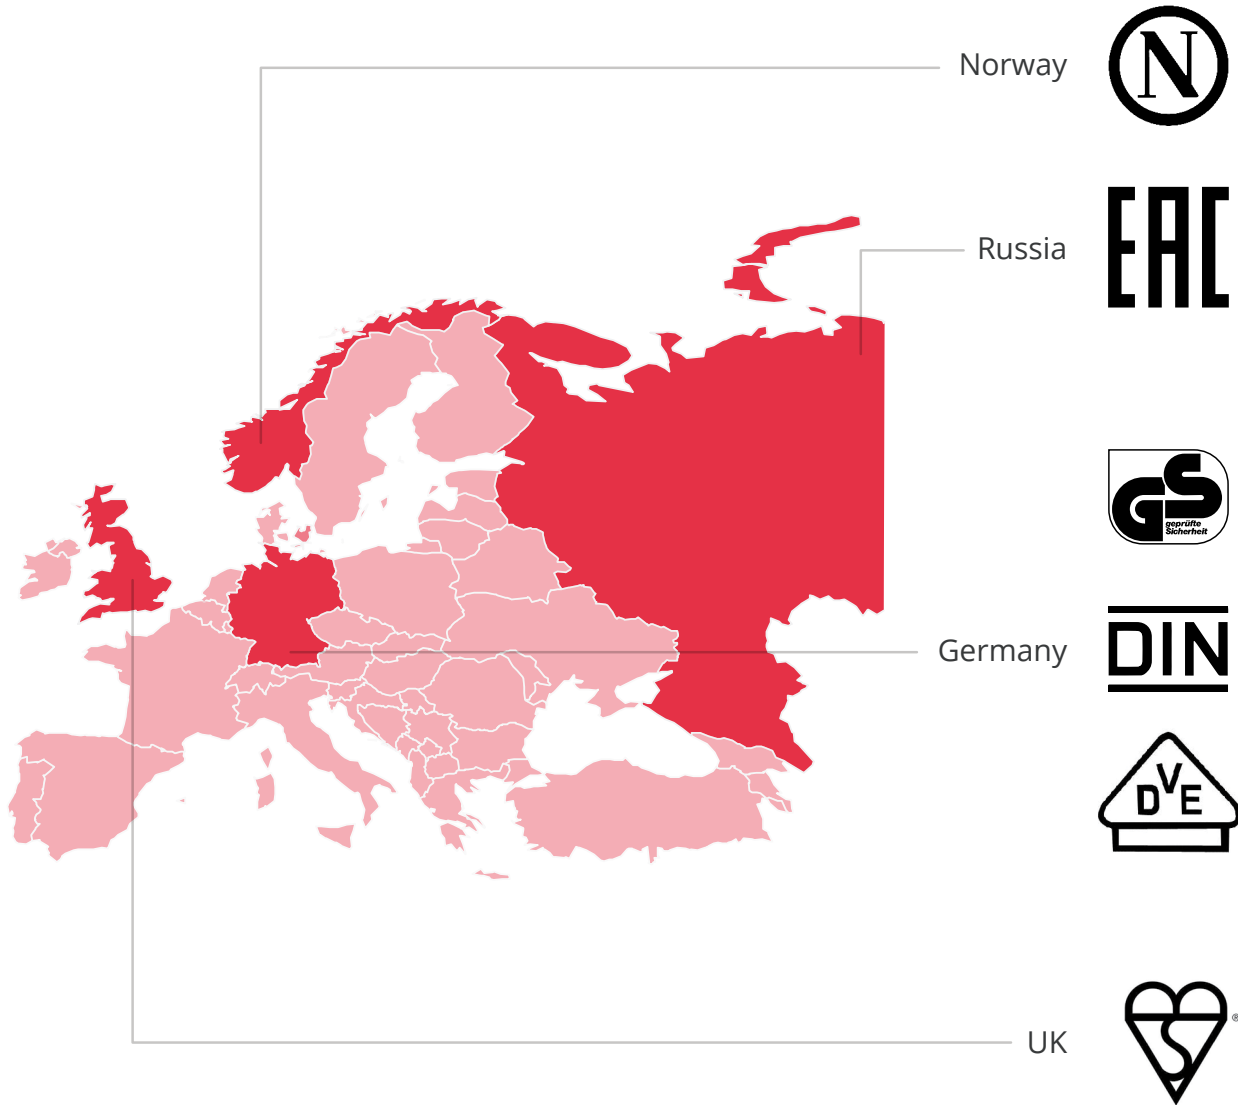 Norway
N
Russia
EAC
GS
geprüfte
Sicherheit
Germany
DIN
DVE
UK
S
®